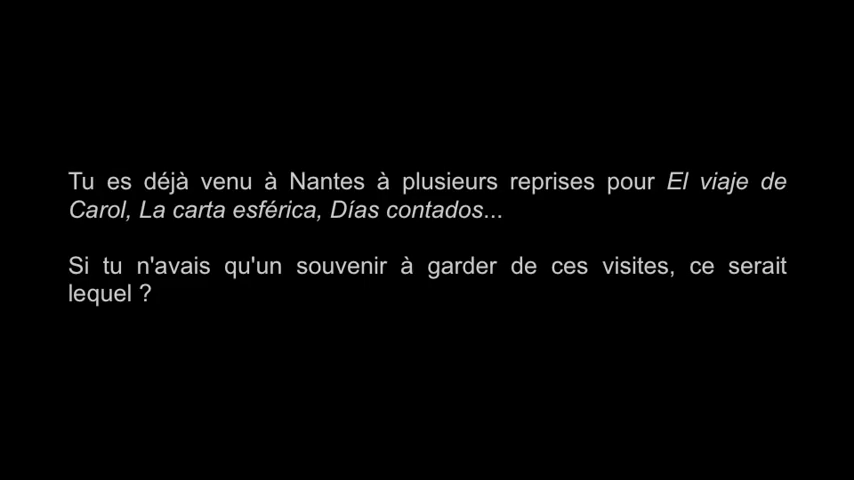 Tu es déjà venu à Nantes à plusieurs reprises pour El viaje de
Carol, La carta esférica, Días contados...
Si tu n'avais qu'un souvenir à garder de ces visites, ce serait
lequel ?